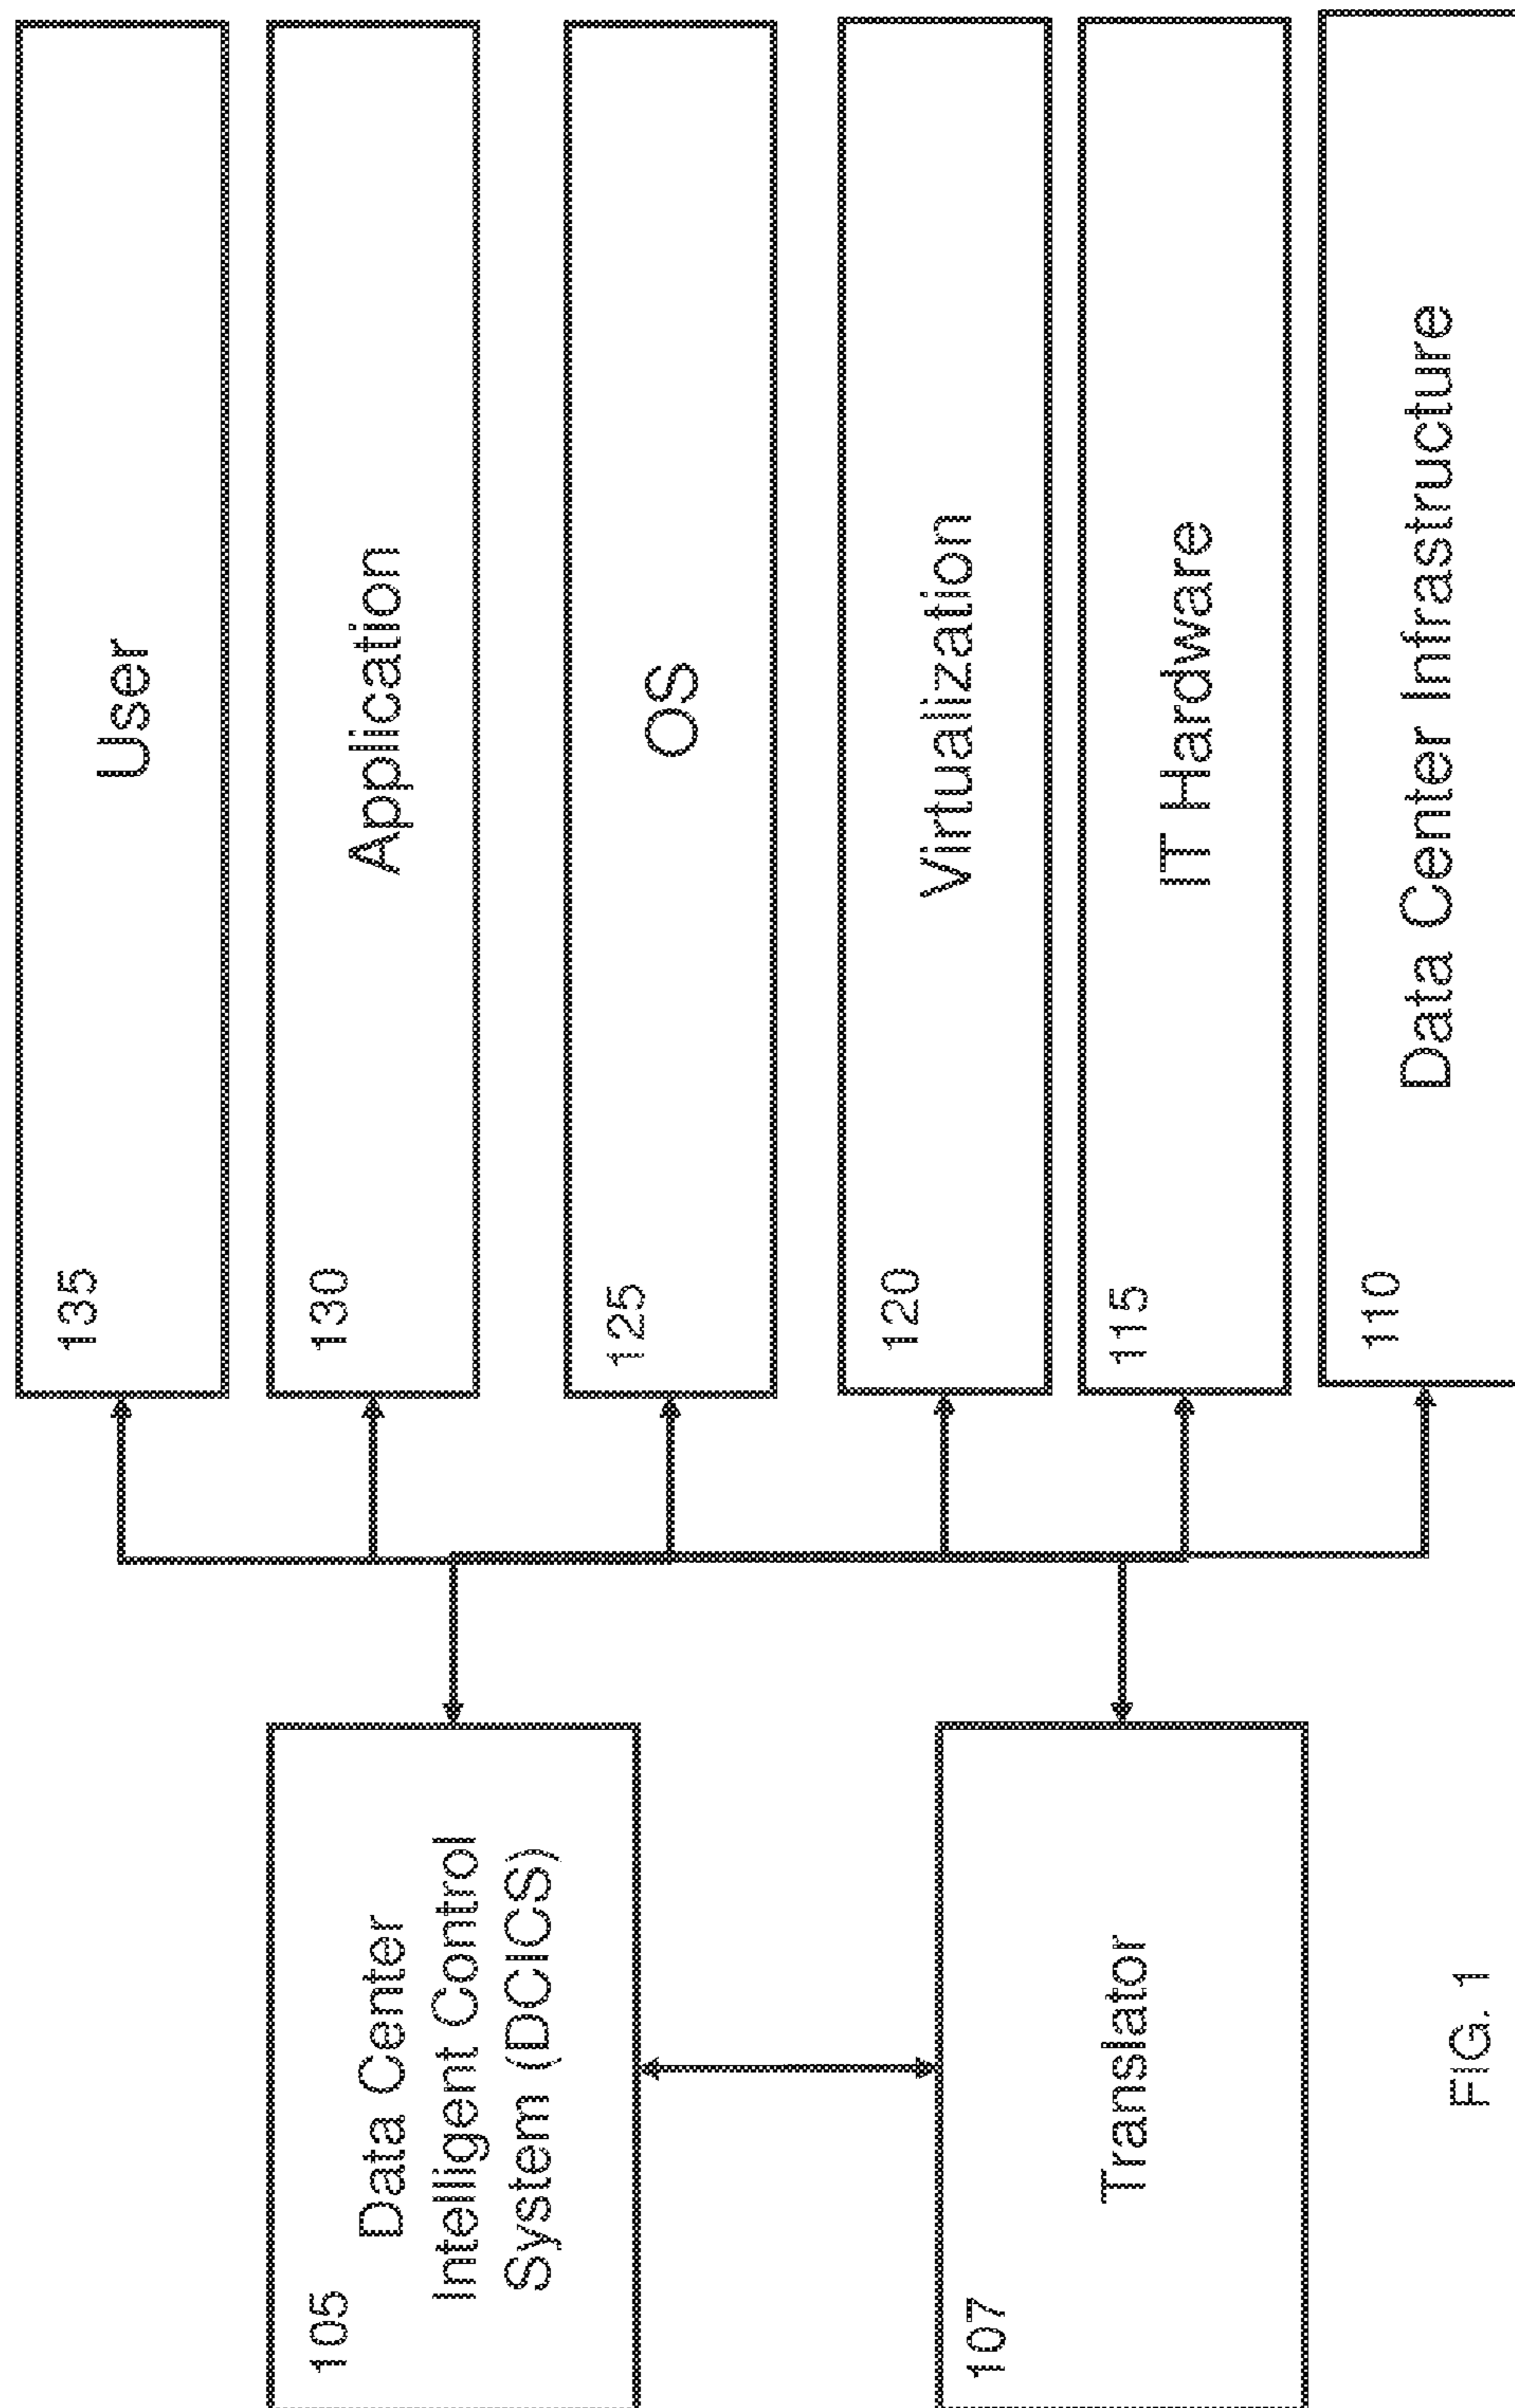 105
Data Center
Intelligent Control
System (DCICS)
107
Translator
135
User
130
Application
125
OS
120
Virtualization
115
IT Hardware
110
Data Center Infrastructure
FIG. 1